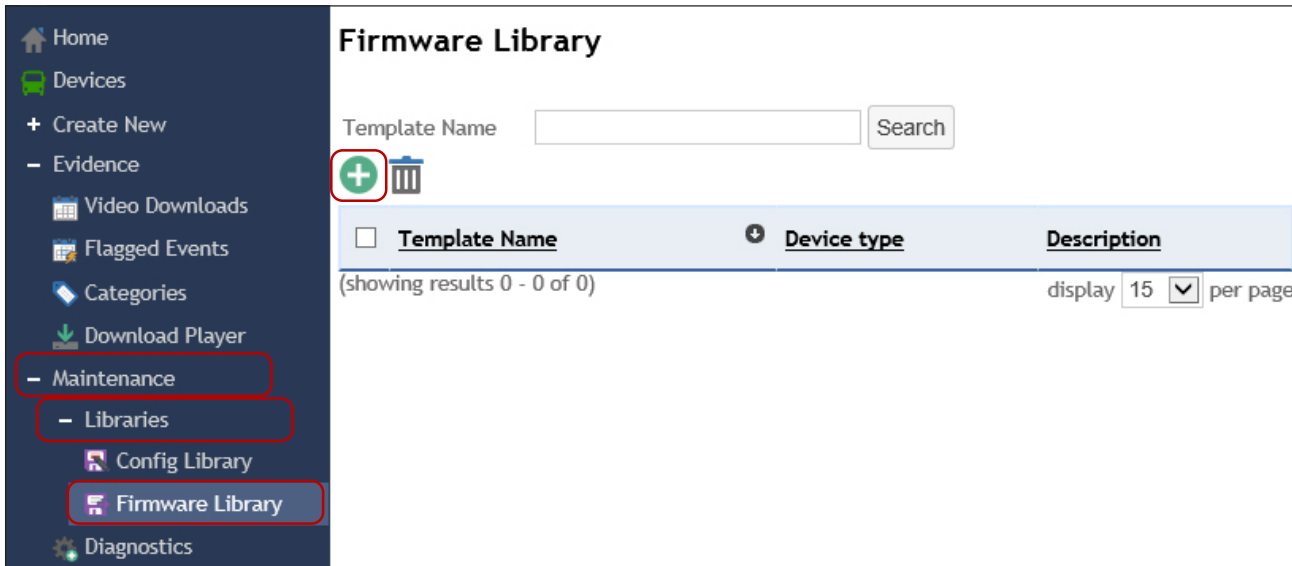 Home
Devices
+ Create New
– Evidence
Video Downloads
Flagged Events
Categories
Download Player
– Maintenance
– Libraries
Config Library
Firmware Library
Diagnostics
Firmware Library
Template Name Search
Template Name Device type Description
(showing results 0 - 0 of 0) display 15 per page